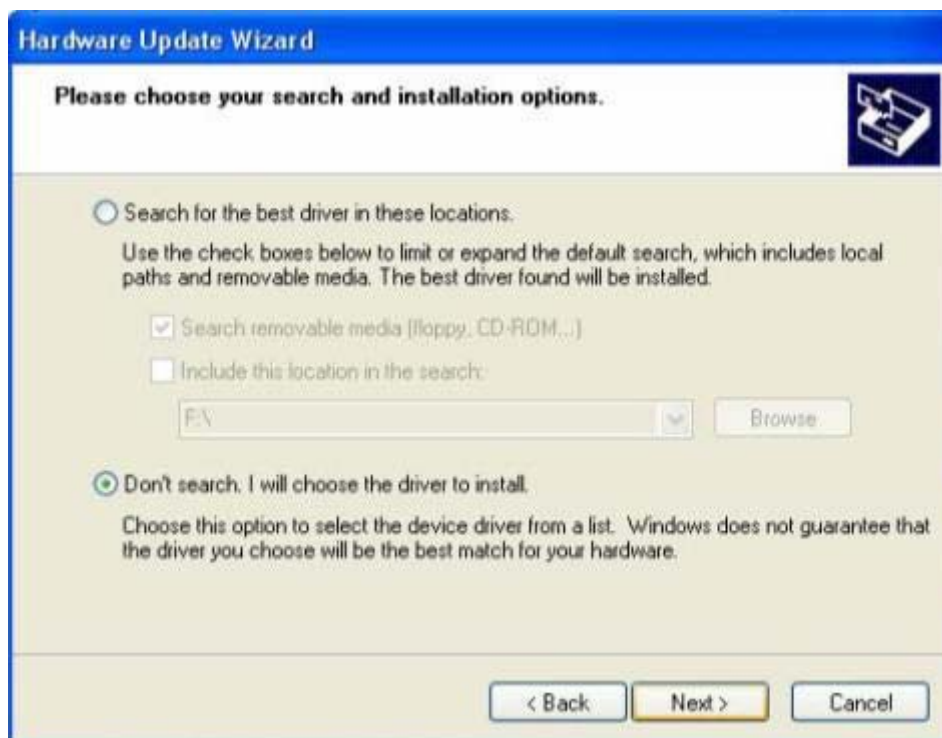 Hardware Update Wizard
Please choose your search and installation options.
Search for the best driver in these locations.
Use the check boxes below to limit or expand the default search, which includes local
paths and removable media. The best driver found will be installed.
Search removable media (floppy, CD-ROM...)
Include this location in the search:
F:\
Browse
Don't search. I will choose the driver to install.
Choose this option to select the device driver from a list. Windows does not guarantee that
the driver you choose will be the best match for your hardware.
< Back
Next >
Cancel